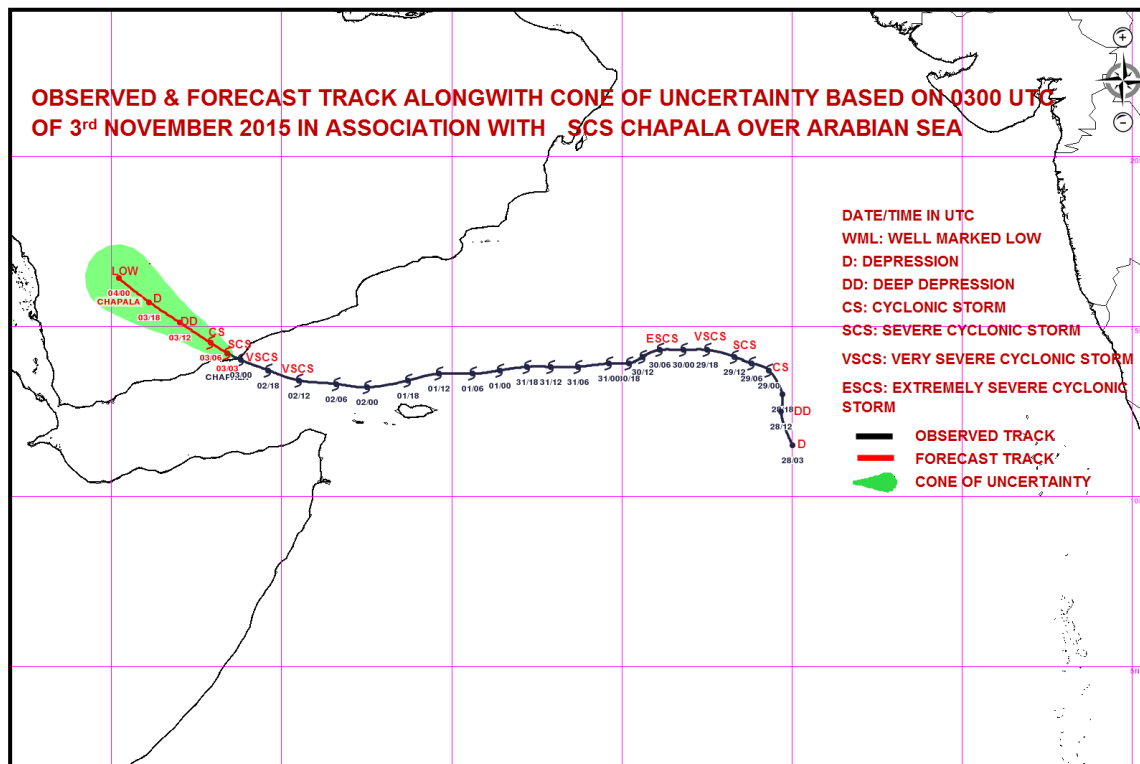 OBSERVED & FORECAST TRACK ALONGWITH CONE OF UNCERTAINTY BASED ON 0300 UTC
OF 3rd NOVEMBER 2015 IN ASSOCIATION WITH SCS CHAPALA OVER ARABIAN SEA
DATE/TIME IN UTC
WML: WELL MARKED LOW
D: DEPRESSION
DD: DEEP DEPRESSION
CS: CYCLONIC STORM
SCS: SEVERE CYCLONIC STORM
VSCS: VERY SEVERE CYCLONIC STORM
ESCS: EXTREMELY SEVERE CYCLONIC
STORM
OBSERVED TRACK
FORECAST TRACK
CONE OF UNCERTAINTY
LOW
04/00
CHAPALA
D
03/18
DD
03/12
CS
03/06
SCS
03/03
VSCS
03/00
02/18
VSCS
02/12
02/06
02/00
01/18
01/12
01/06
01/00
31/18
31/12
31/06
31/00
30/18
30/12
ESCS
30/06
30/00
VSCS
29/18
SCS
29/12
29/06
CS
29/00
28/18
DD
28/12
D
28/03
5N